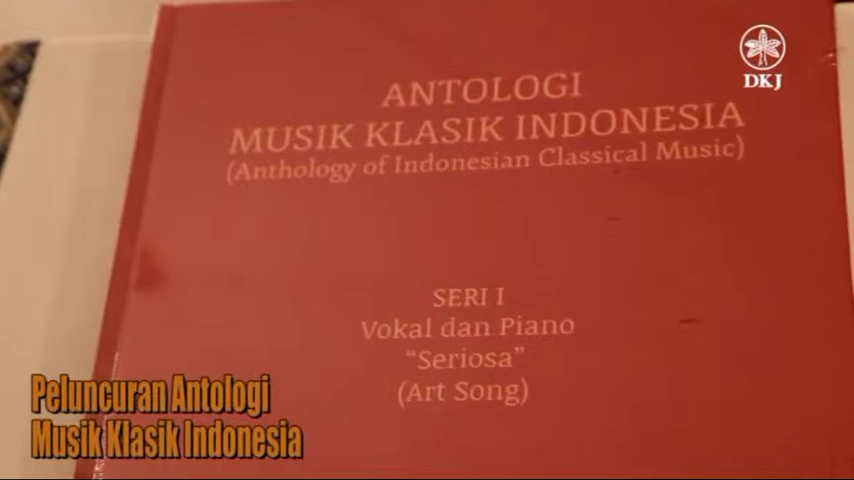 DKJ
ANTOLOGI
MUSIK KLASIK INDONESIA
(Anthology of Indonesian Classical Music)
SERI I
Vokal dan Piano
“Seriosa”
(Art Song)
Peluncuran Antologi
Musik Klasik Indonesia